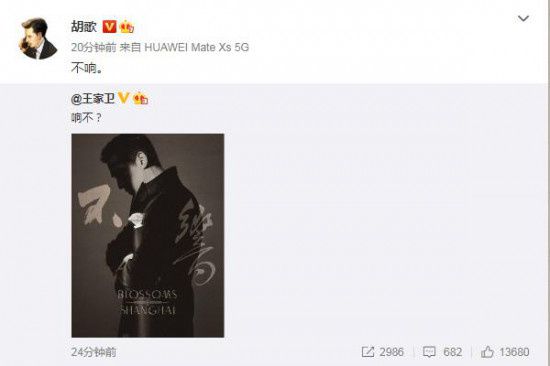 胡歌
20分钟前 来自 HUAWEI Mate Xs 5G
不响。
@王家卫
响不?
不響
BLOSSOMS
SHANGHAI
24分钟前
2986
682
13680